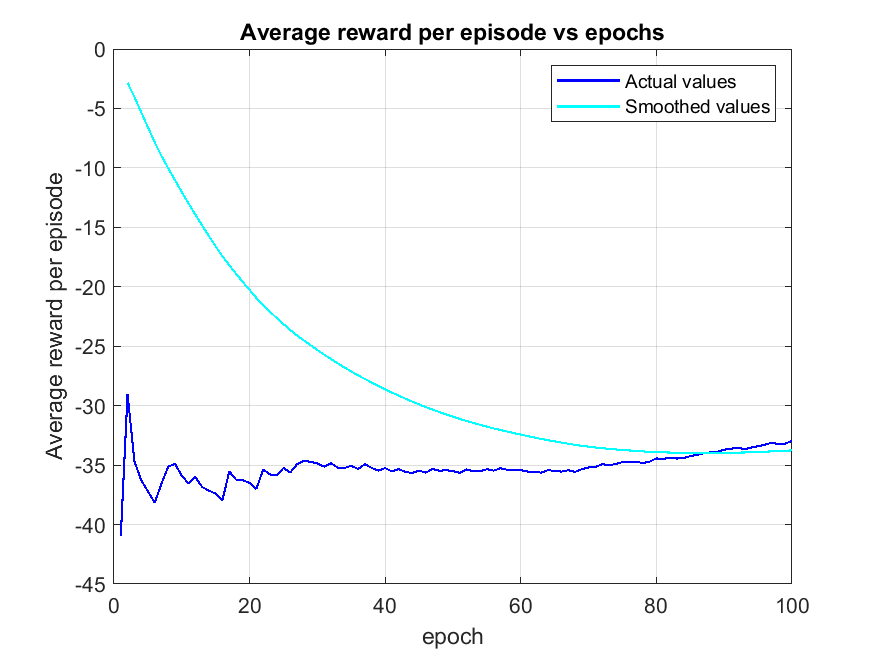 Average reward per episode vs epochs
Actual values
Smoothed values
Average reward per episode
0
-5
-10
-15
-20
-25
-30
-35
-40
-45
0 20 40 60 80 100
epoch